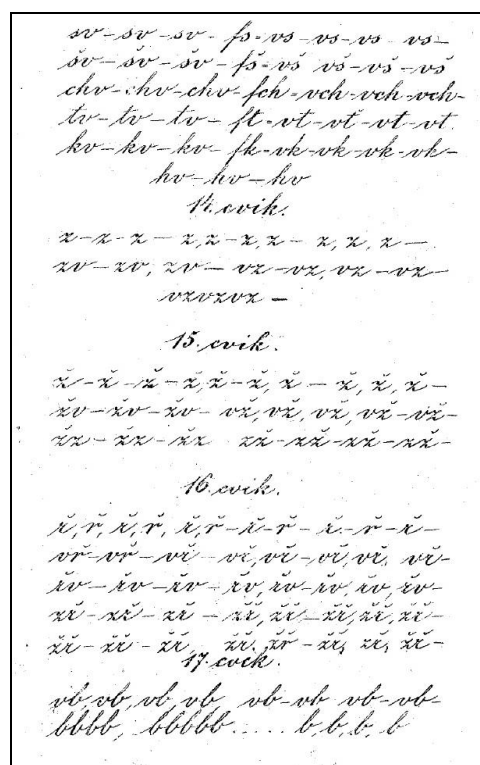 sv – sv – sv – fs = vs – vs – vs vs –
šv – šv – šv – fš = vš vš – vš – vš
chv – chv – chv – fch = vch – vch – vch –
tv – tv – tv – ft = vt – vt – vt – vt.
kv – kv – kv – fk = vk – vk – vk – vk –
hv – hv – hv
14. cvik.
z – z – z – z, z – z, z – z, z, z –
zv – zv, zv – vz – vz, vz – vz –
vzvzvz –
15. cvik.
ž – ž – ž – ž, ž – ž, ž – ž, ž, ž –
žv – žv – žv – vž, vž, vž, vž – vž –
žz – žz – žz zž – zž – zž – zž –
16. cvik.
ř, ř, ř, ř, ř, ř – ř – ř – ř – ř – ř –
vř – vř – vř – vř, vř – vř, vř, vř –
řv – řv – řv – řv, řv – řv, řv, řv –
zř – zř – zř – zř, zř – zř, zř, zř –
žř – žř – žř, žř, žř – žř, žř, žř –
17. cvik.
vb, vb, vb, vb, vb – vb vb – vb –
bbbb, bbbbb..... b, b, b, b